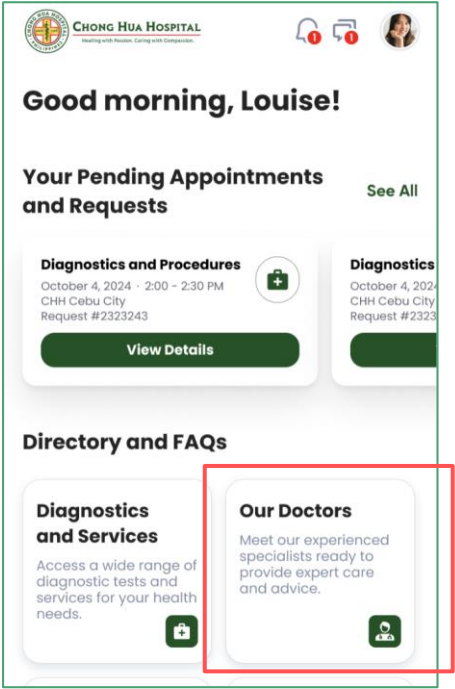 CHONG HUA HOSPITAL
Healing with Passion. Caring with Compassion.
1
1
Good morning, Louise!
Your Pending Appointments
and Requests
See All
Diagnostics and Procedures
October 4, 2024 · 2:00 - 2:30 PM
CHH Cebu City
Request #2323243
View Details
Diagnostics
October 4, 202
CHH Cebu City
Request #2323
Directory and FAQs
Diagnostics
and Services
Access a wide range of
diagnostic tests and
services for your health
needs.
Our Doctors
Meet our experienced
specialists ready to
provide expert care
and advice.